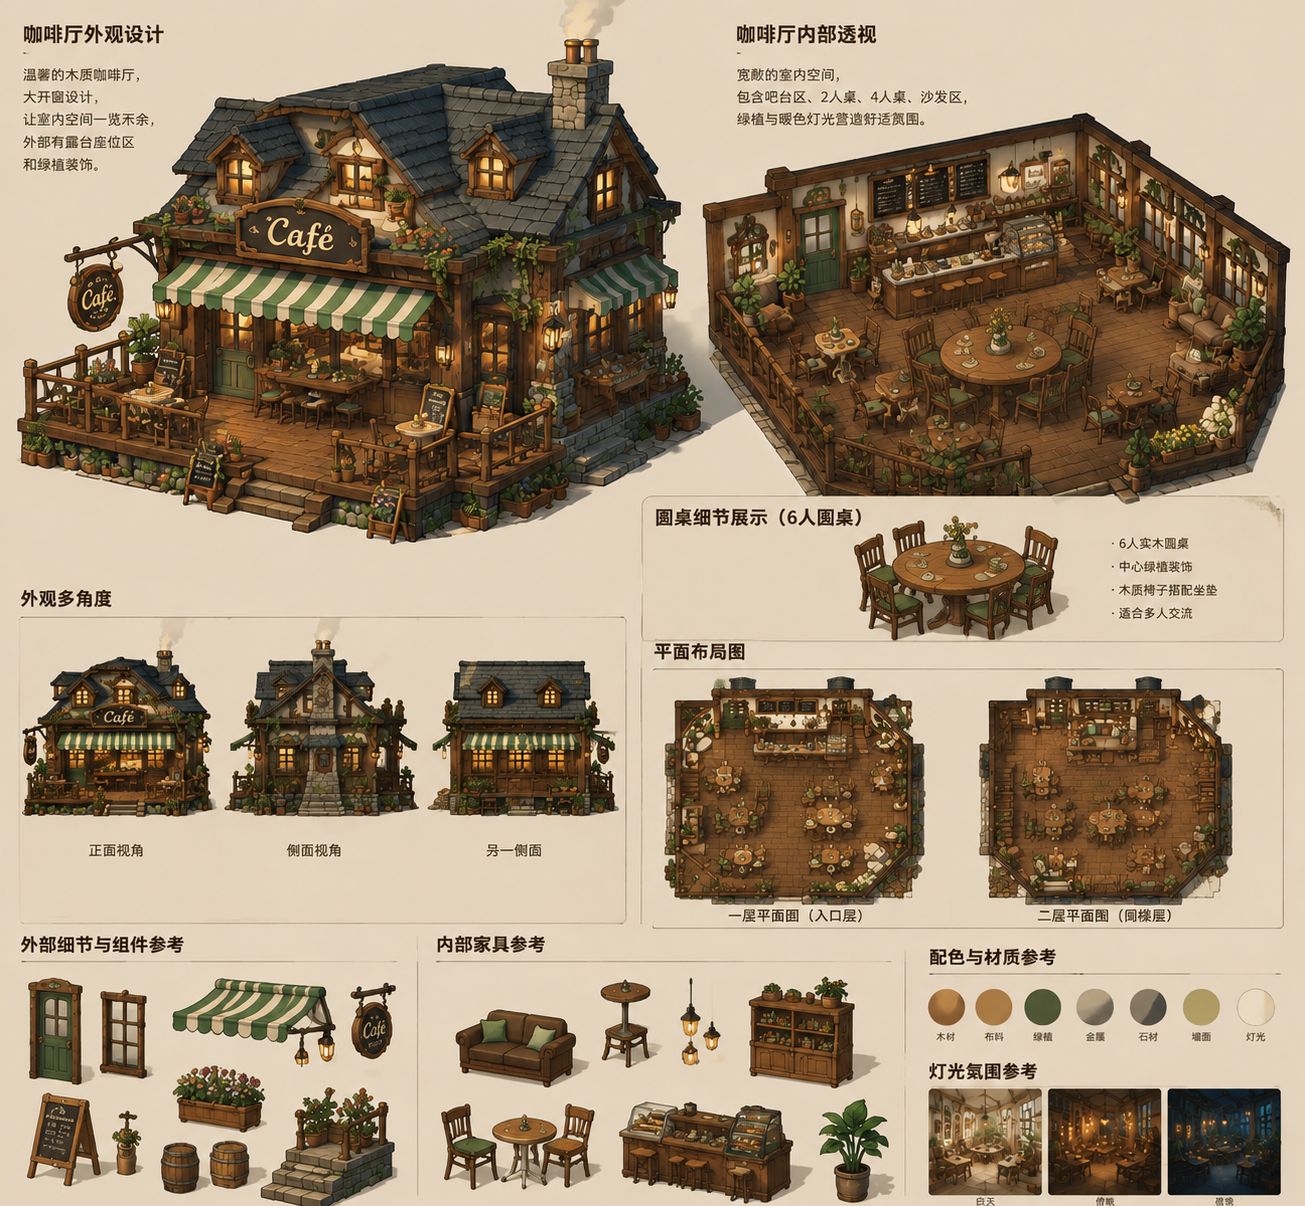 咖啡厅外观设计
温馨的木质咖啡厅，
大开窗设计，
让室内空间一览无余，
外部有露台座位区
和绿植装饰。
Café
Café
咖啡厅内部透视
宽敞的室内空间，
包含吧台区、2人桌、4人桌、沙发区，
绿植与暖色灯光营造舒适氛围。
圆桌细节展示（6人圆桌）
· 6人实木圆桌
· 中心绿植装饰
· 木质椅子搭配坐垫
· 适合多人交流
外观多角度
Café
正面视角
侧面视角
另一侧面
平面布局图
一层平面图（入口层）
二层平面图（阁楼层）
外部细节与组件参考
Café
内部家具参考
配色与材质参考
木材
布料
绿植
金属
石材
墙面
灯光
灯光氛围参考
白天